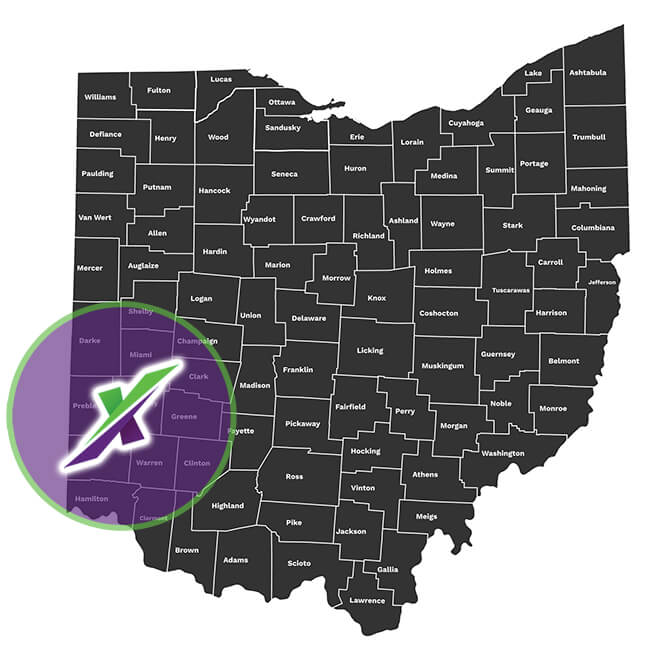 Lake
Ashtabula
Lucas
Fulton
Williams
Ottawa
Geauga
Cuyahoga
Sandusky
Defiance
Henry
Wood
Erie
Lorain
Trumbull
Huron
Summit
Portage
Paulding
Seneca
Medina
Putnam
Hancock
Mahoning
Van Wert
Wyandot
Crawford
Ashland
Wayne
Stark
Columbiana
Allen
Richland
Hardin
Mercer
Auglaize
Marion
Morrow
Holmes
Carroll
Jefferson
Logan
Knox
Tuscarawas
Shelby
Union
Delaware
Coshocton
Harrison
Darke
Champaign
Miami
Licking
Guernsey
Belmont
Clark
Madison
Franklin
Muskingum
Preble
Greene
Fairfield
Perry
Noble
Monroe
Fayette
Pickaway
Morgan
Hocking
Washington
Warren
Clinton
Ross
Vinton
Athens
Hamilton
Highland
Clermont
Pike
Jackson
Meigs
Brown
Adams
Scioto
Gallia
Lawrence